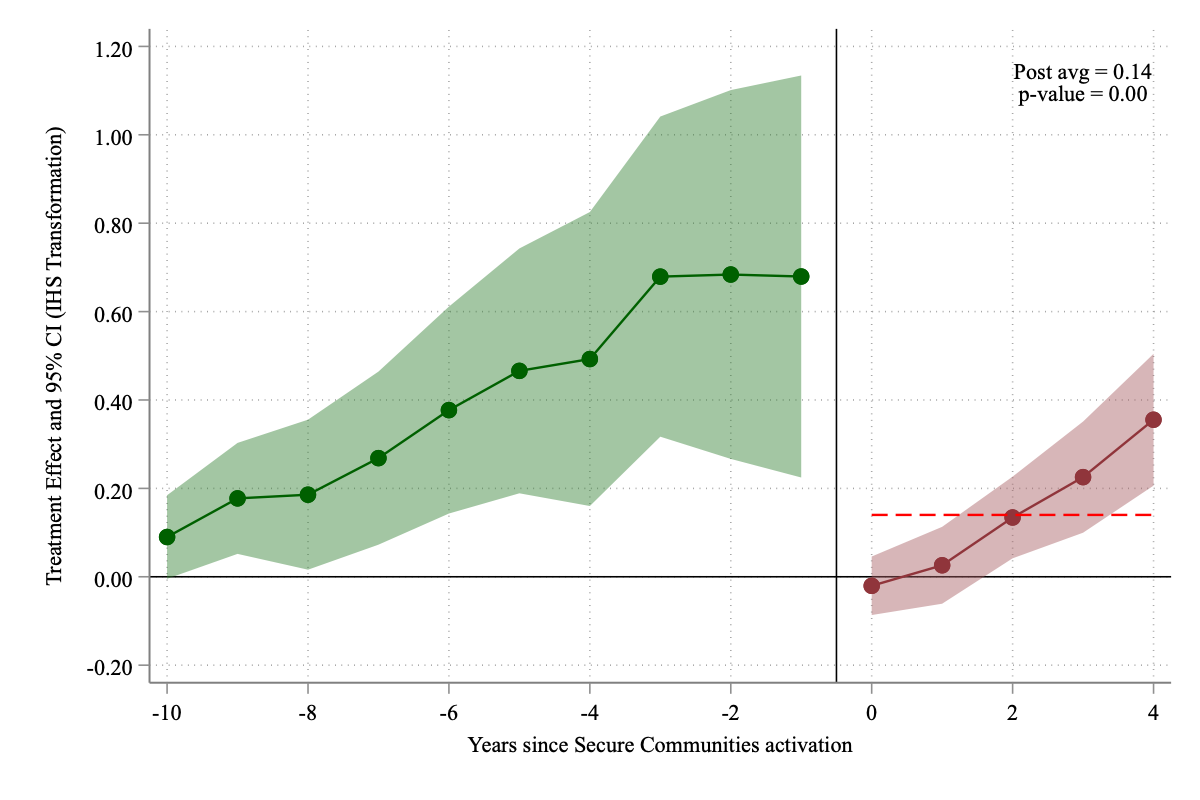 Post avg = 0.14
p-value = 0.00
Treatment Effect and 95% CI (IHS Transformation)
1.20
1.00
0.80
0.60
0.40
0.20
0.00
-0.20
-10 -8 -6 -4 -2 0 2 4
Years since Secure Communities activation